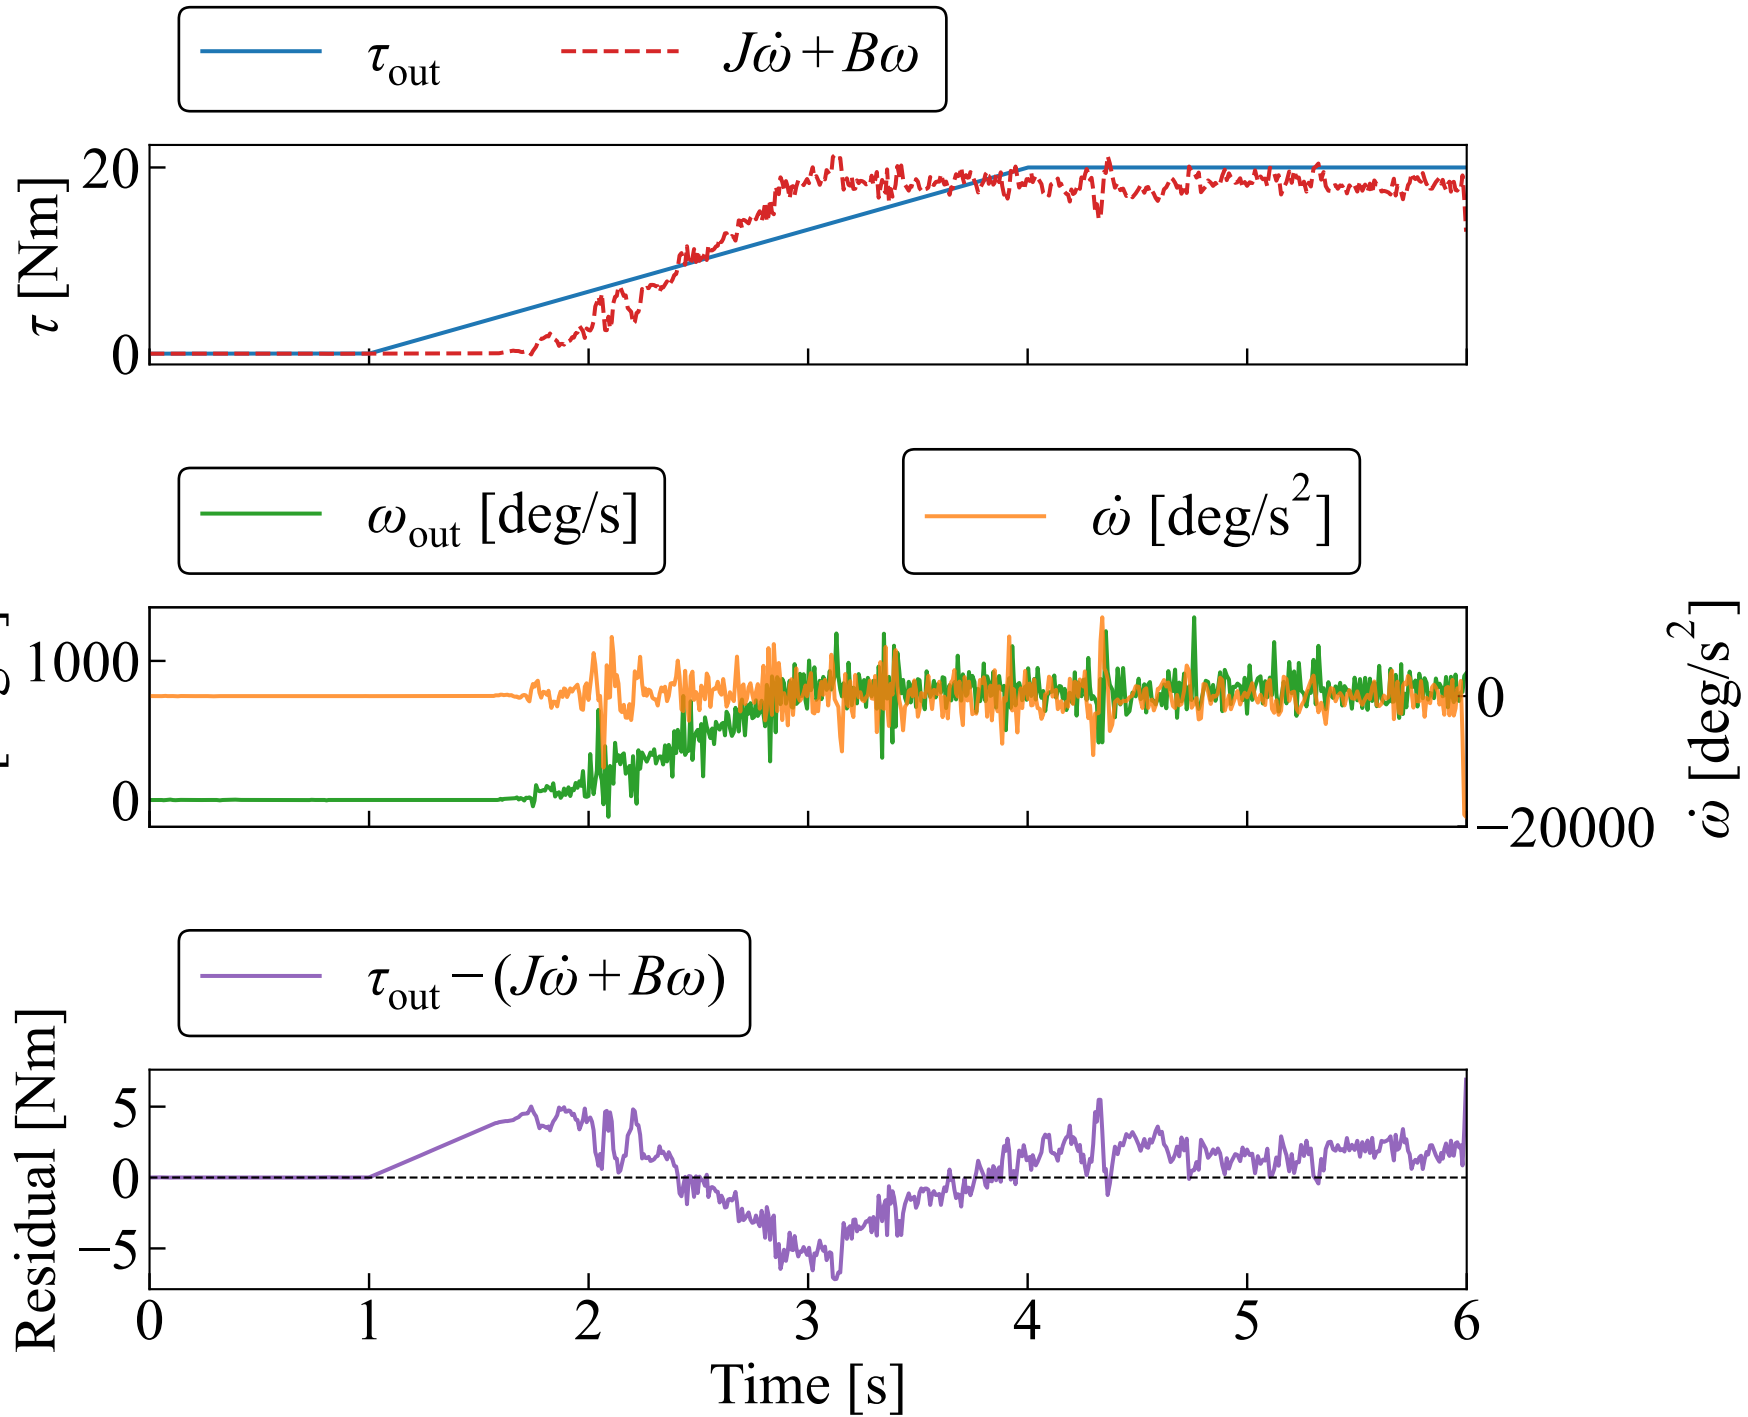 τout Jω̇ + Bω
τ [Nm]
20
0
ωout [deg/s] ω̇ [deg/s²]
1000
0
0
−20000
ω̇ [deg/s²]
τout − (Jω̇ + Bω)
Residual [Nm]
5
0
−5
0 1 2 3 4 5 6
Time [s]